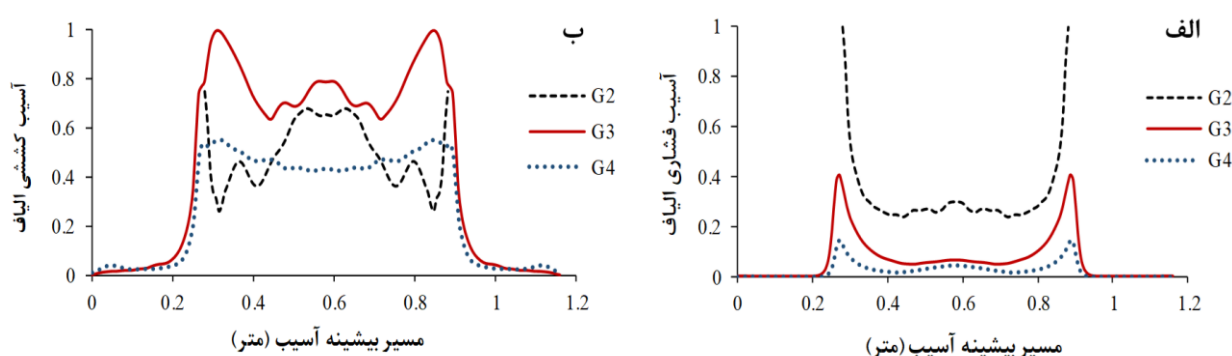 الف
آسیب فشاری الیاف
1
0.8
0.6
0.4
0.2
0
0 0.2 0.4 0.6 0.8 1 1.2
مسیر بیشینه آسیب (متر)
G2
G3
G4
ب
آسیب کششی الیاف
1
0.8
0.6
0.4
0.2
0
0 0.2 0.4 0.6 0.8 1 1.2
مسیر بیشینه آسیب (متر)
G2
G3
G4